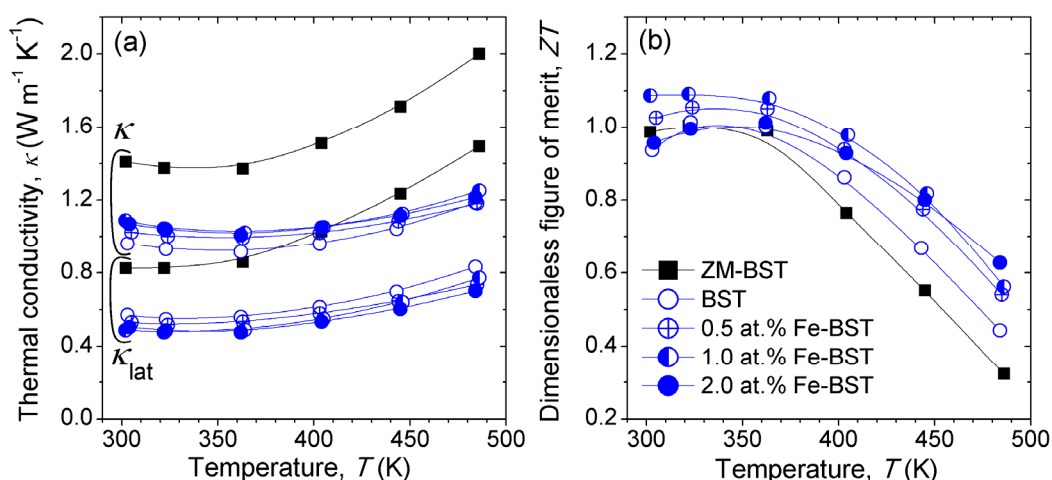 (a)
Thermal conductivity, κ (W m⁻¹ K⁻¹)
2.0
1.6
1.2
0.8
0.4
0.0
κ
κlat
300
350
400
450
500
Temperature, T (K)
(b)
Dimensionaless figure of merit, ZT
1.2
1.0
0.8
0.6
0.4
0.2
ZM-BST
BST
0.5 at.% Fe-BST
1.0 at.% Fe-BST
2.0 at.% Fe-BST
300
350
400
450
500
Temperature, T (K)